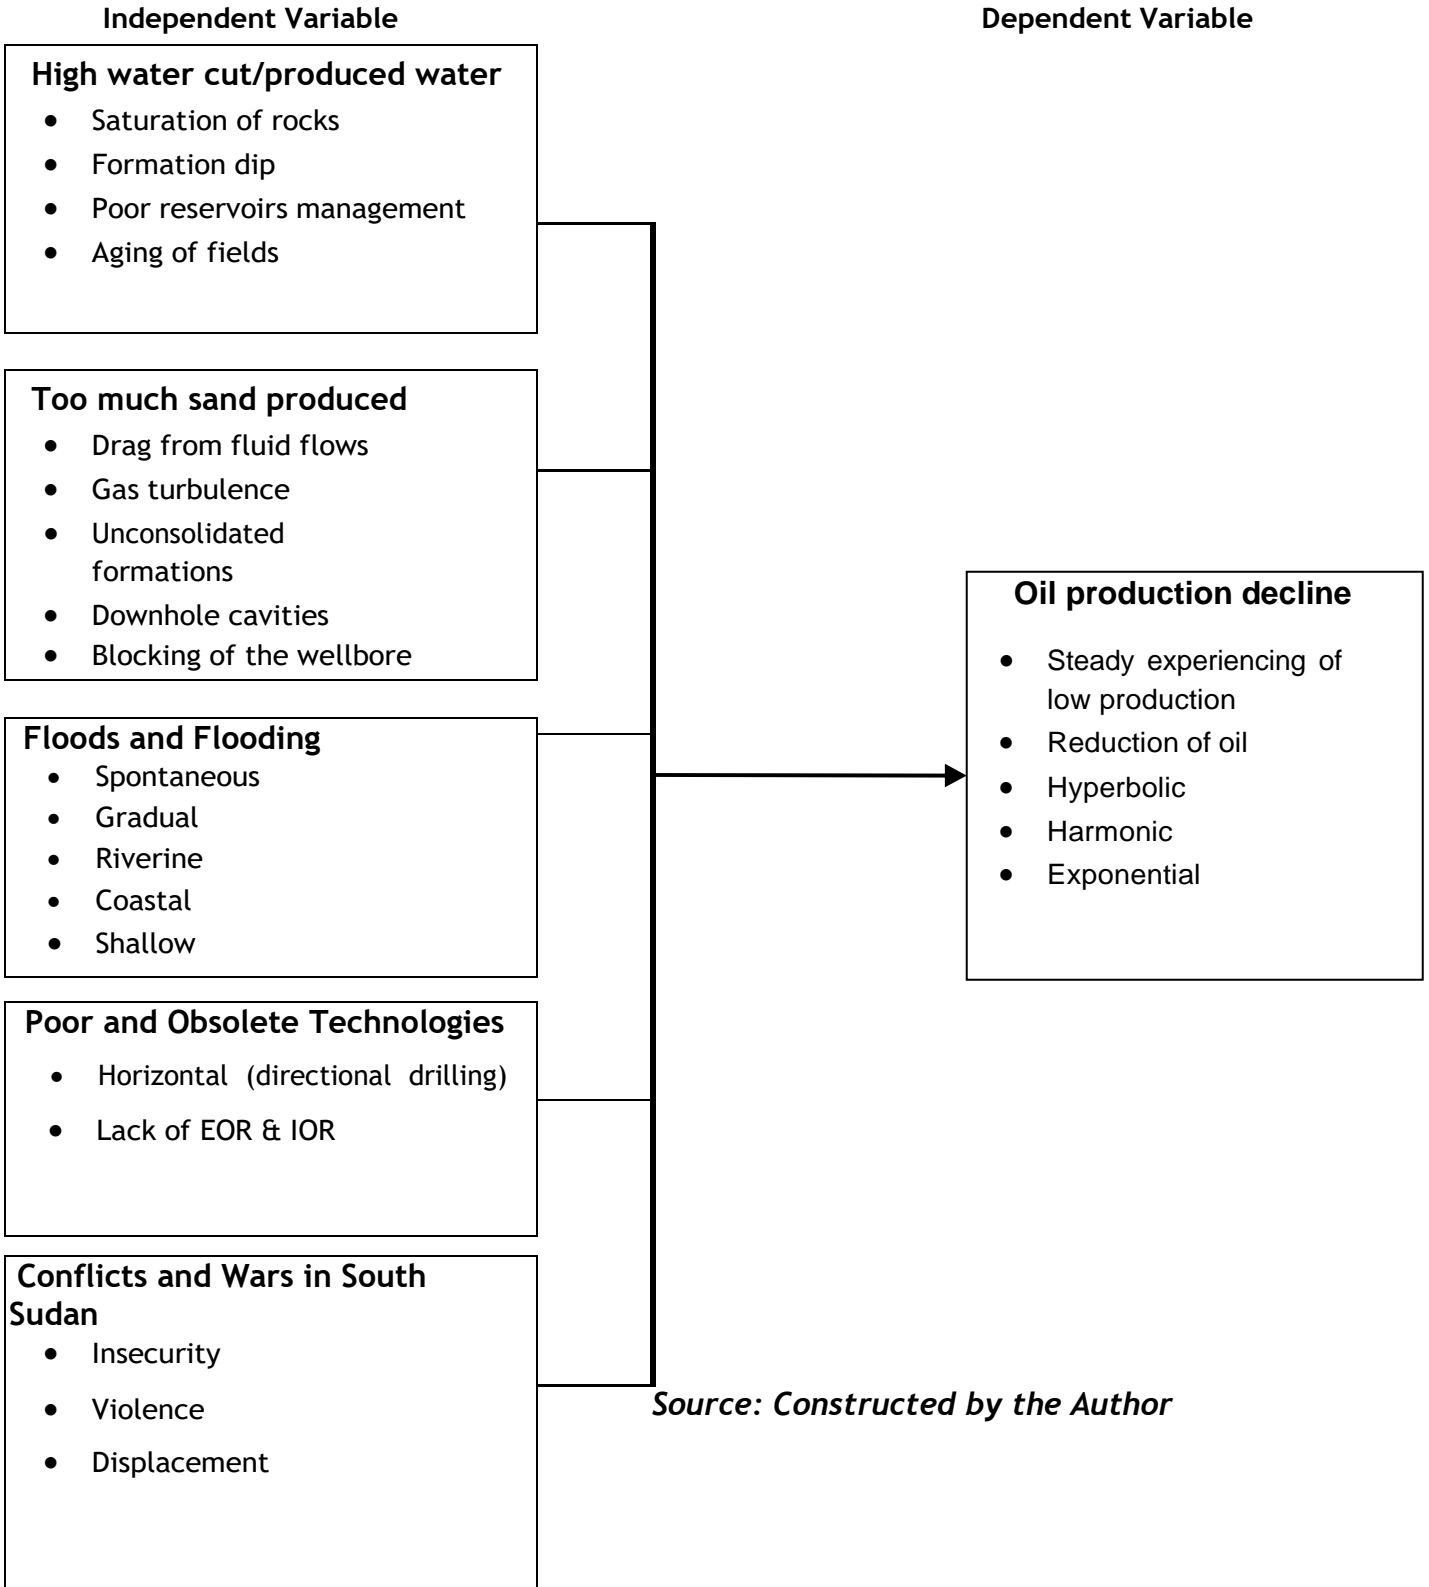 Independent Variable
Dependent Variable
High water cut/produced water
• Saturation of rocks
• Formation dip
• Poor reservoirs management
• Aging of fields
Too much sand produced
• Drag from fluid flows
• Gas turbulence
• Unconsolidated
formations
• Downhole cavities
• Blocking of the wellbore
Floods and Flooding
• Spontaneous
• Gradual
• Riverine
• Coastal
• Shallow
Poor and Obsolete Technologies
• Horizontal (directional drilling)
• Lack of EOR & IOR
Conflicts and Wars in South
Sudan
• Insecurity
• Violence
• Displacement
Oil production decline
• Steady experiencing of
low production
• Reduction of oil
• Hyperbolic
• Harmonic
• Exponential
Source: Constructed by the Author